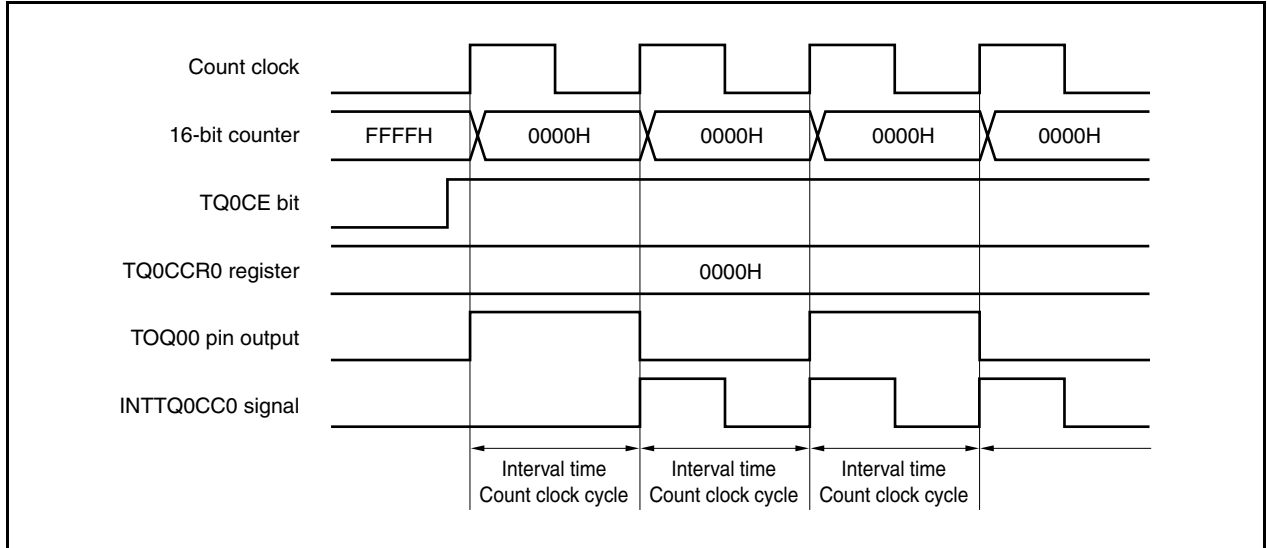 Count clock
16-bit counter
FFFFH
0000H
0000H
0000H
0000H
TQ0CE bit
TQ0CCR0 register
0000H
TOQ00 pin output
INTTQ0CC0 signal
Interval time
Count clock cycle
Interval time
Count clock cycle
Interval time
Count clock cycle